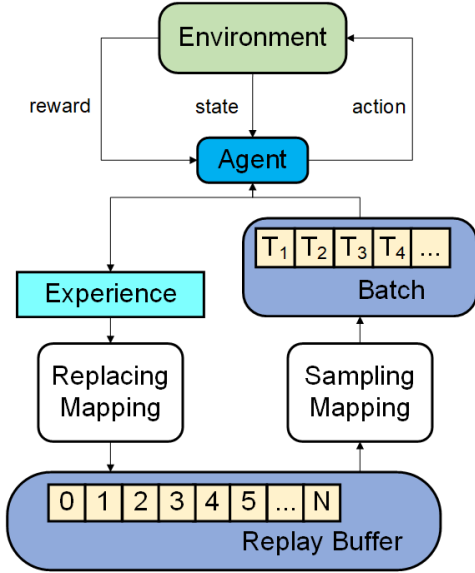 Environment
reward
state
action
Agent
T1 T2 T3 T4 ...
Batch
Experience
Replacing
Mapping
Sampling
Mapping
0 1 2 3 4 5 ... N
Replay Buffer